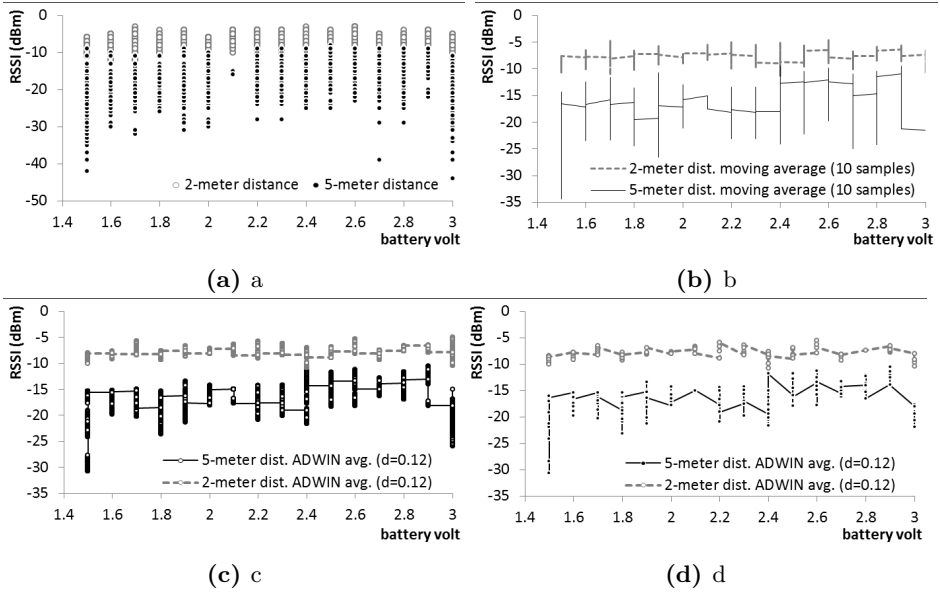 RSSI (dBm)
0
-10
-20
-30
-40
-50
2-meter distance
5-meter distance
1.4 1.6 1.8 2 2.2 2.4 2.6 2.8 3
battery volt
(a) a
RSSI (dBm)
0
-5
-10
-15
-20
-25
-30
-35
2-meter dist. moving average (10 samples)
5-meter dist. moving average (10 samples)
1.4 1.6 1.8 2 2.2 2.4 2.6 2.8 3
battery volt
(b) b
RSSI (dBm)
0
-5
-10
-15
-20
-25
-30
-35
5-meter dist. ADWIN avg. (d=0.12)
2-meter dist. ADWIN avg. (d=0.12)
1.4 1.6 1.8 2 2.2 2.4 2.6 2.8 3
battery volt
(c) c
RSSI (dBm)
0
-5
-10
-15
-20
-25
-30
-35
5-meter dist. ADWIN avg. (d=0.12)
2-meter dist. ADWIN avg. (d=0.12)
1.4 1.6 1.8 2 2.2 2.4 2.6 2.8 3
battery volt
(d) d